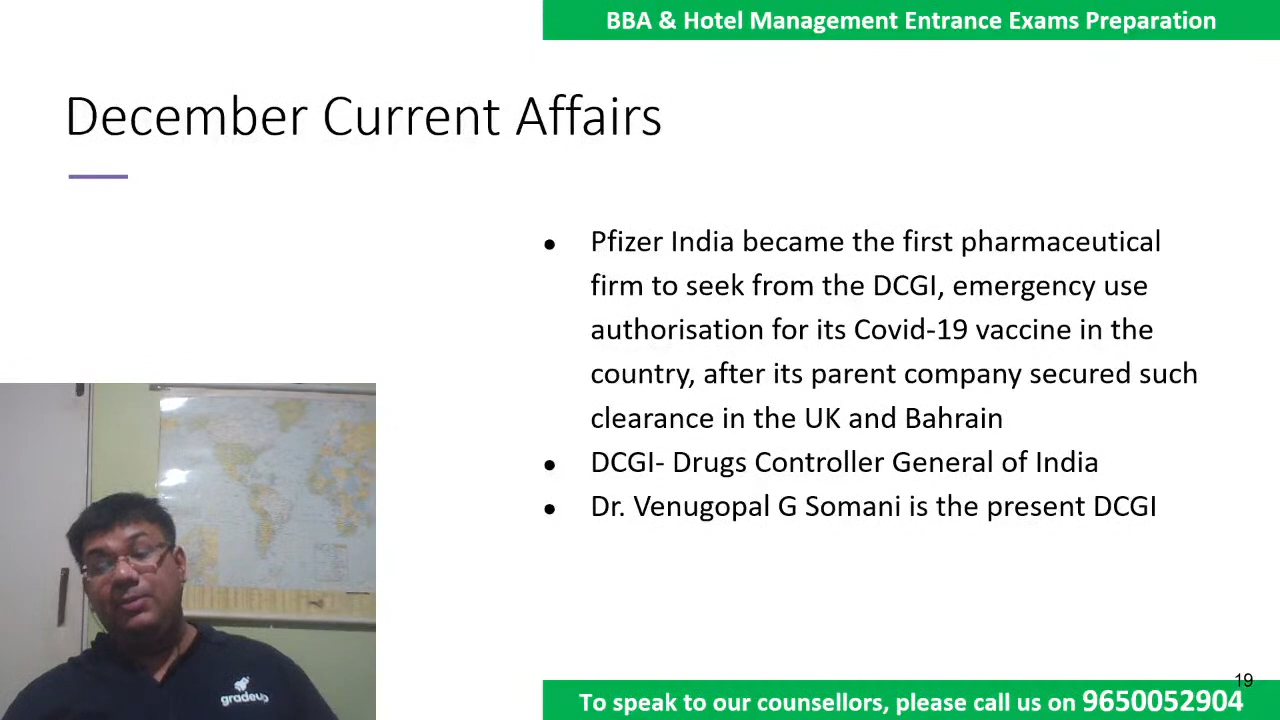 BBA & Hotel Management Entrance Exams Preparation
December Current Affairs
● Pfizer India became the first pharmaceutical
firm to seek from the DCGI, emergency use
authorisation for its Covid-19 vaccine in the
country, after its parent company secured such
clearance in the UK and Bahrain
● DCGI- Drugs Controller General of India
● Dr. Venugopal G Somani is the present DCGI
gradeup
19
To speak to our counsellors, please call us on 9650052904